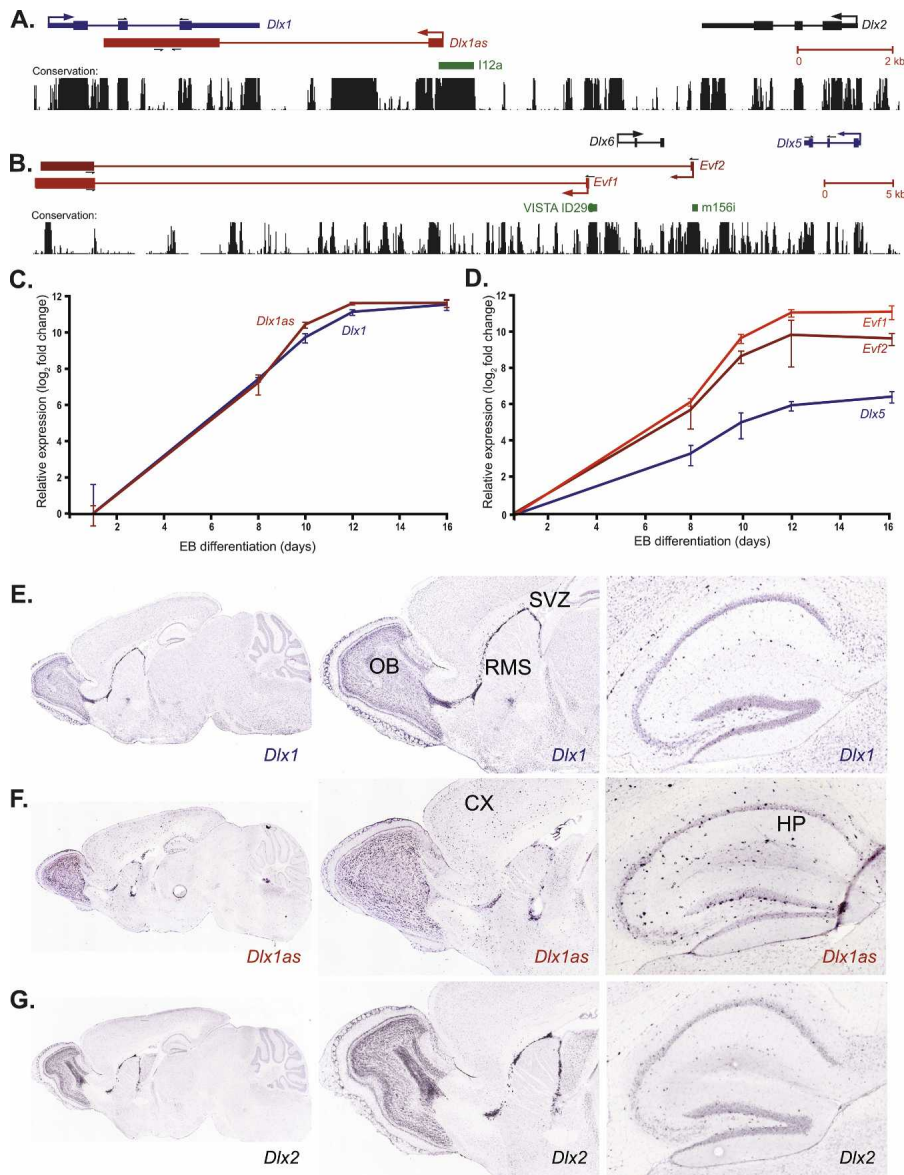 A.
Dlx1
Dlx2
Dlx1as
0 2 kb
I12a
Conservation:
Dlx6
Dlx5
B.
Evf2
Evf1
0 5 kb
VISTA ID29
m156i
Conservation:
C.
D.
Relative expression (log2 fold change)
12
10
8
6
4
2
0
Dlx1as
Dlx1
2 4 6 8 10 12 14 16
EB differentiation (days)
Relative expression (log2 fold change)
12
10
8
6
4
2
0
Evf1
Evf2
Dlx5
2 4 6 8 10 12 14 16
EB differentiation (days)
E.
OB
RMS
SVZ
Dlx1
Dlx1
Dlx1
F.
CX
HP
Dlx1as
Dlx1as
Dlx1as
G.
Dlx2
Dlx2
Dlx2